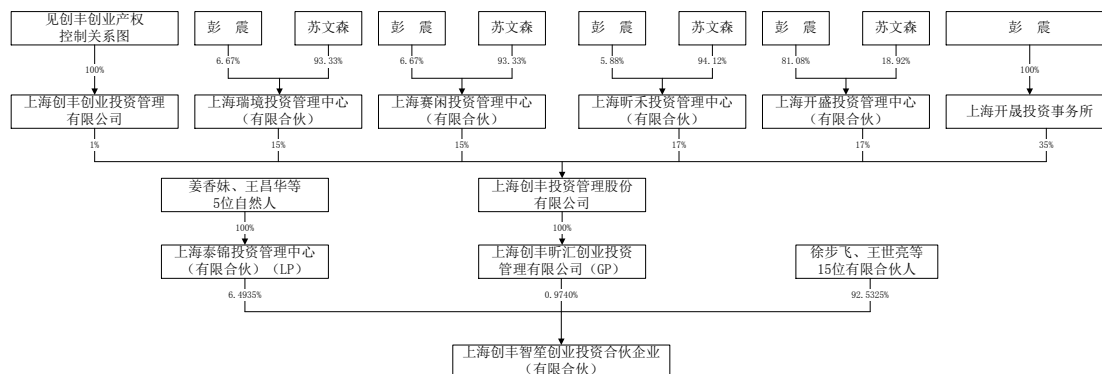 见创丰创业产权
控制关系图
彭 震
苏文森
彭 震
苏文森
彭 震
苏文森
彭 震
苏文森
彭 震
100%
6.67%
93.33%
6.67%
93.33%
5.88%
94.12%
81.08%
18.92%
100%
上海创丰创业投资管理
有限公司
上海瑞境投资管理中心
(有限合伙)
上海赛闲投资管理中心
(有限合伙)
上海昕禾投资管理中心
(有限合伙)
上海开盛投资管理中心
(有限合伙)
上海开晟投资事务所
1%
15%
15%
17%
17%
35%
姜香妹、王昌华等
5位自然人
上海创丰投资管理股份
有限公司
100%
100%
上海泰锦投资管理中心
(有限合伙)(LP)
上海创丰昕汇创业投资
管理有限公司(GP)
徐步飞、王世亮等
15位有限合伙人
6.4935%
0.9740%
92.5325%
上海创丰智笙创业投资合伙企业
(有限合伙)